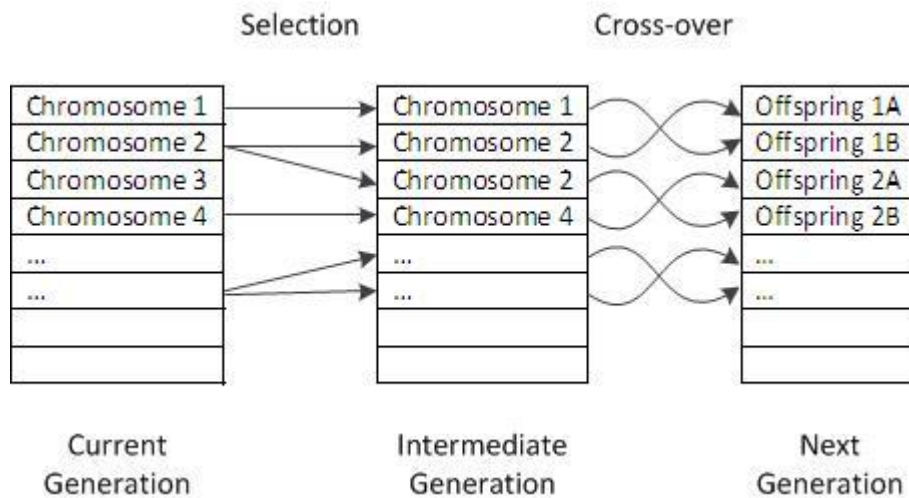 Selection
Cross-over
Chromosome 1
Chromosome 2
Chromosome 3
Chromosome 4
...
...
Chromosome 1
Chromosome 2
Chromosome 2
Chromosome 4
...
...
Offspring 1A
Offspring 1B
Offspring 2A
Offspring 2B
...
...
Current
Generation
Intermediate
Generation
Next
Generation